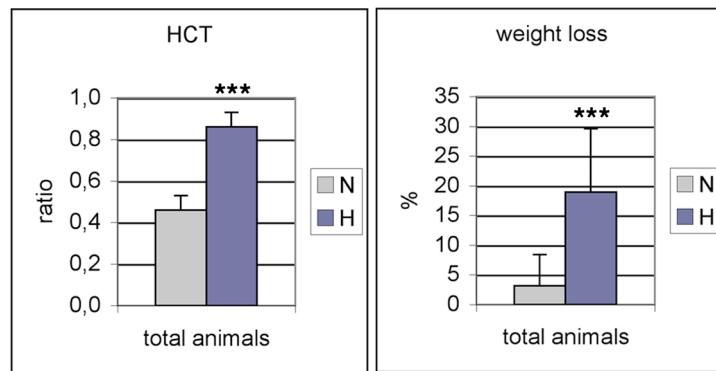 HCT
***
1,0
0,8
0,6
0,4
0,2
0,0
ratio
total animals
N
H
weight loss
***
35
30
25
20
15
10
5
0
%
total animals
N
H